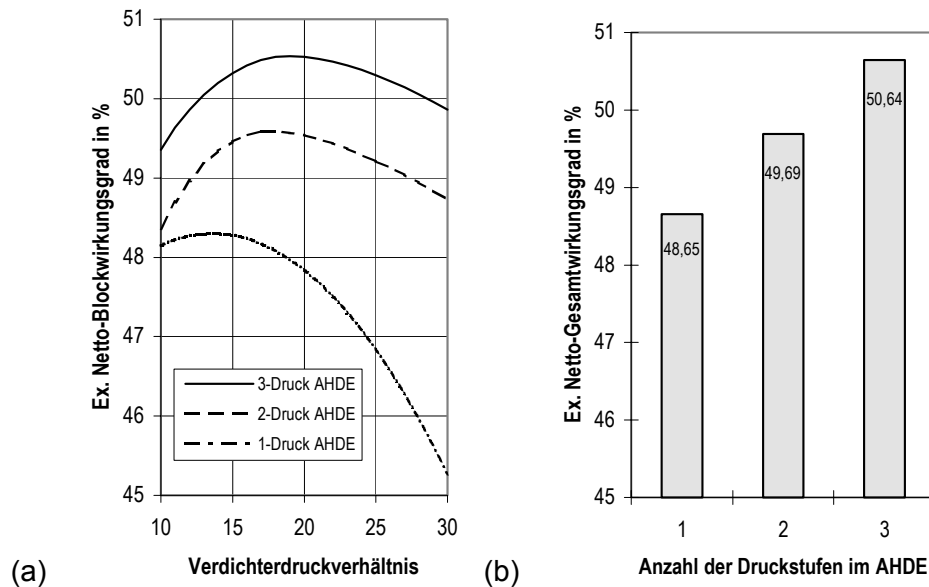 Ex. Netto-Blockwirkungsgrad in %
51
50
49
48
47
46
45
3-Druck AHDE
2-Druck AHDE
1-Druck AHDE
10 15 20 25 30
(a) Verdichterdruckverhältnis
Ex. Netto-Gesamtwirkungsgrad in %
51
50
49
48
47
46
45
48,65
49,69
50,64
1 2 3
(b) Anzahl der Druckstufen im AHDE